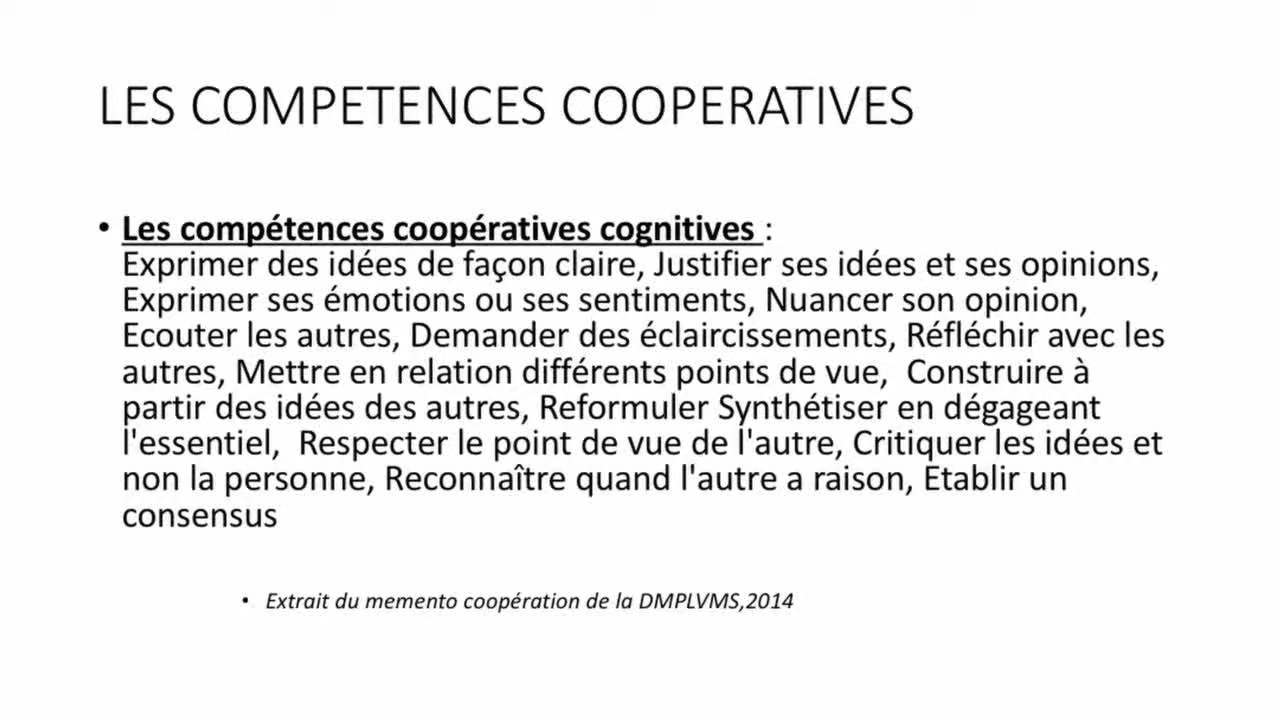 LES COMPETENCES COOPERATIVES
• Les compétences coopératives cognitives :
Exprimer des idées de façon claire, Justifier ses idées et ses opinions,
Exprimer ses émotions ou ses sentiments, Nuancer son opinion,
Ecouter les autres, Demander des éclaircissements, Réfléchir avec les
autres, Mettre en relation différents points de vue,  Construire à
partir des idées des autres, Reformuler Synthétiser en dégageant
l'essentiel,  Respecter le point de vue de l'autre, Critiquer les idées et
non la personne, Reconnaître quand l'autre a raison, Etablir un
consensus
• Extrait du memento coopération de la DMPLVMS,2014